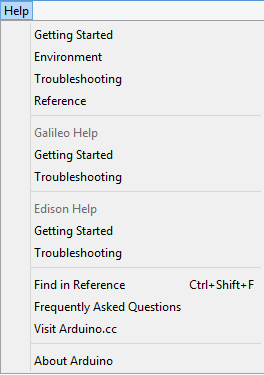 Help
Getting Started
Environment
Troubleshooting
Reference
Galileo Help
Getting Started
Troubleshooting
Edison Help
Getting Started
Troubleshooting
Find in Reference Ctrl+Shift+F
Frequently Asked Questions
Visit Arduino.cc
About Arduino